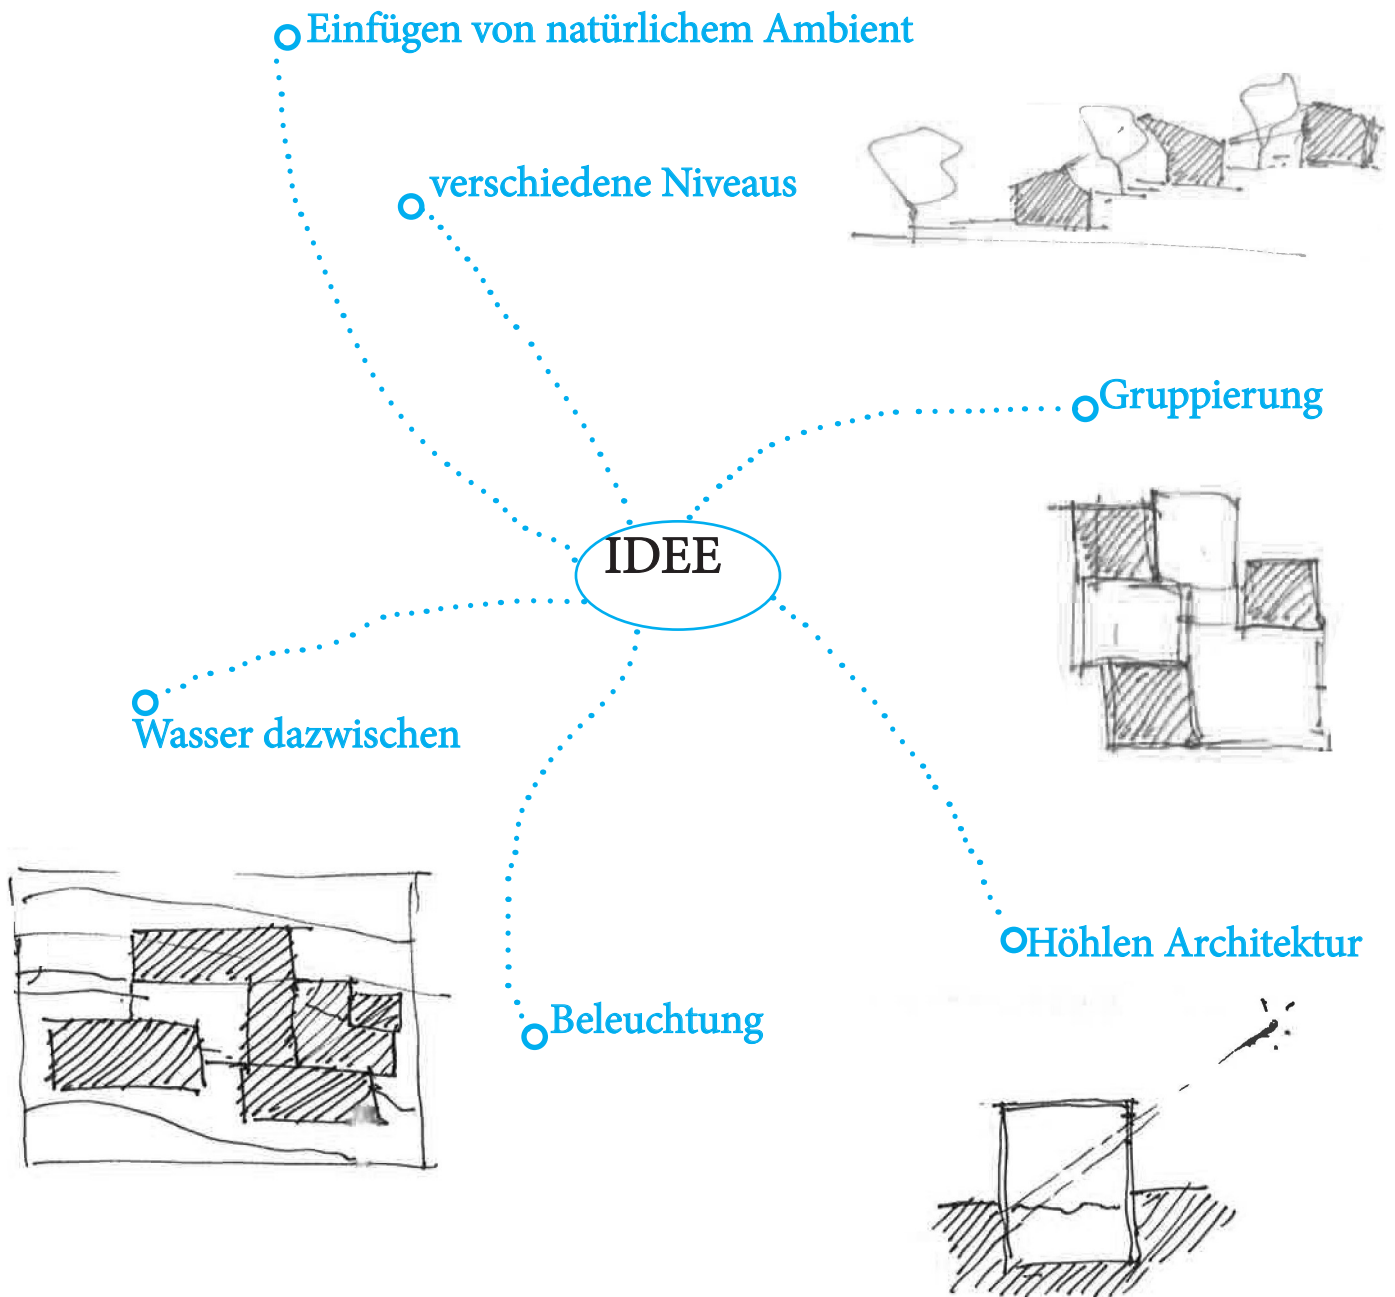 Einfügen von natürlichem Ambient
verschiedene Niveaus
Gruppierung
IDEE
Wasser dazwischen
Höhlen Architektur
Beleuchtung